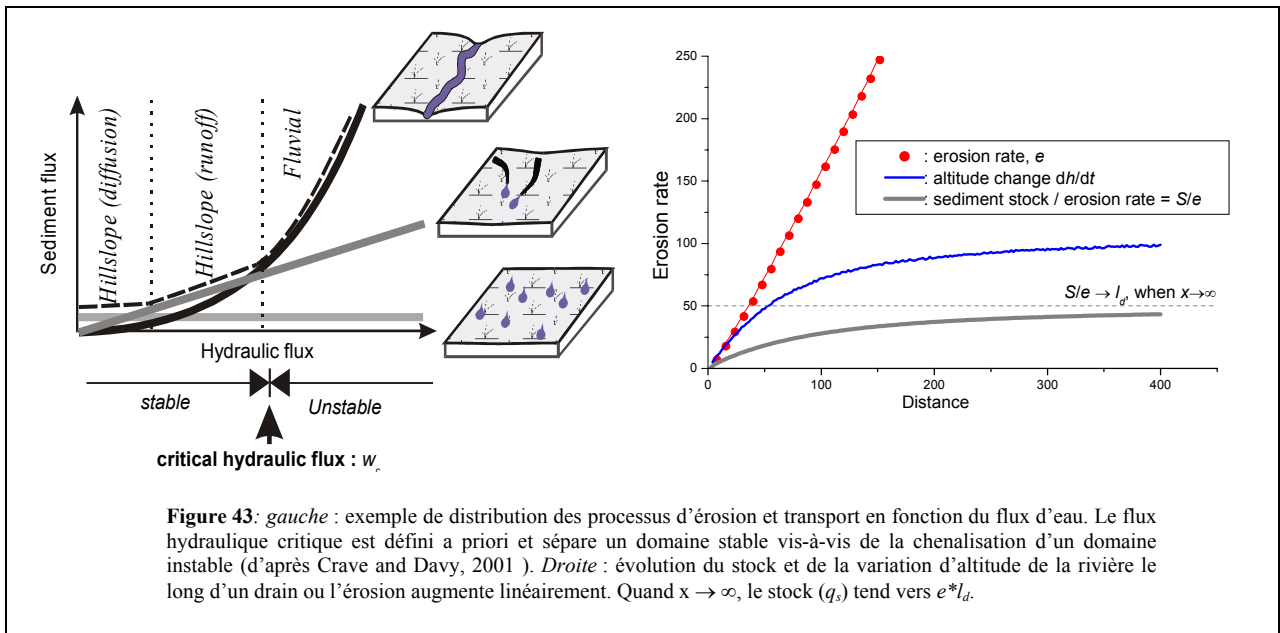 Sediment flux
Hillslope (diffusion)
Hillslope (runoff)
Fluvial
Hydraulic flux
stable
Unstable
critical hydraulic flux : wc
Erosion rate
250
200
150
100
50
0
: erosion rate, e
: altitude change dh/dt
: sediment stock / erosion rate = S/e
S/e → ld, when x→∞
0
100
200
300
400
Distance
Figure 43: gauche : exemple de distribution des processus d'érosion et transport en fonction du flux d'eau. Le flux
hydraulique critique est défini a priori et sépare un domaine stable vis-à-vis de la chenalisation d'un domaine
instable (d'après Crave and Davy, 2001 ). Droite : évolution du stock et de la variation d'altitude de la rivière le
long d'un drain ou l'érosion augmente linéairement. Quand x → ∞, le stock (qs) tend vers e*ld.